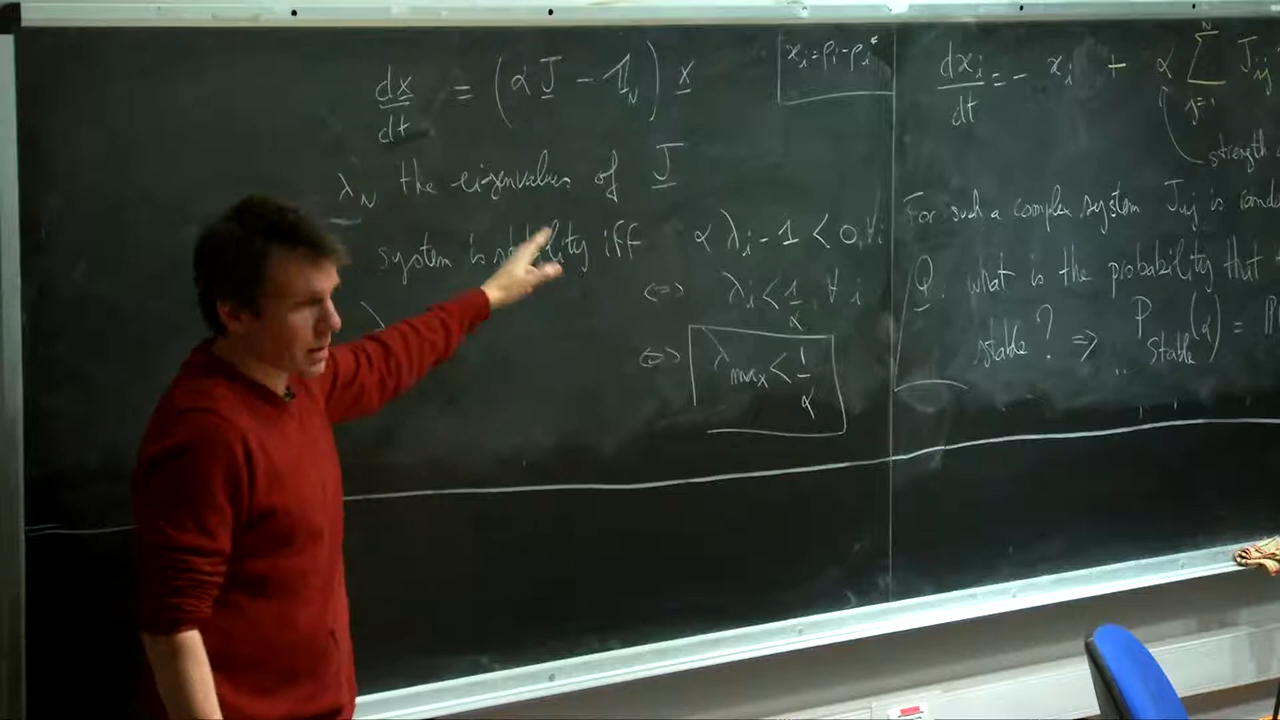 dx/dt = (α J - 1_N) x
λ_N the eigenvalues of J
system is stability iff α λ_i - 1 < 0, ∀i
<=> λ_i < 1/α, ∀ i
<=> λ_max < 1/α
x_i = ρ_i - ρ_i^*
dx_i/dt = - x_i + α Σ_{j=1}^N J_ij
strength
For such a complex system J_ij is
Q. what is the probability that
stable? => P_stable(α) =